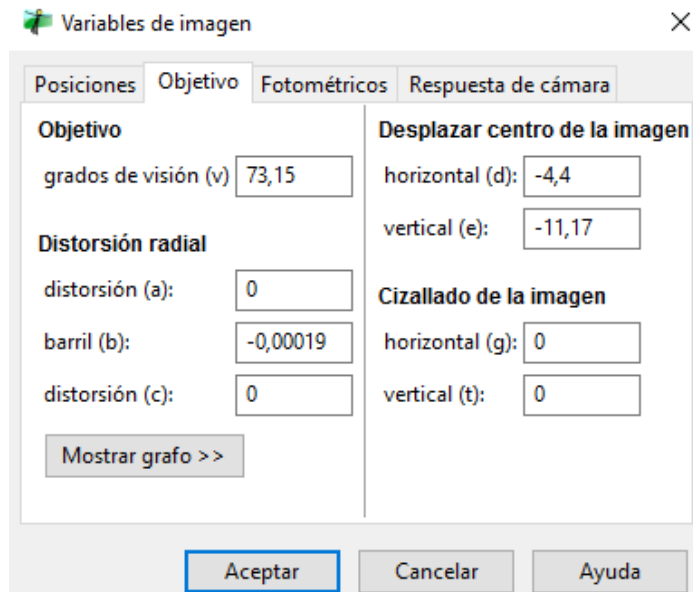 Variables de imagen
Posiciones Objetivo Fotométricos Respuesta de cámara
Objetivo
grados de visión (v) 73,15
Distorsión radial
distorsión (a): 0
barril (b): -0,00019
distorsión (c): 0
Mostrar grafo >>
Desplazar centro de la imagen
horizontal (d): -4,4
vertical (e): -11,17
Cizallado de la imagen
horizontal (g): 0
vertical (t): 0
Aceptar Cancelar Ayuda